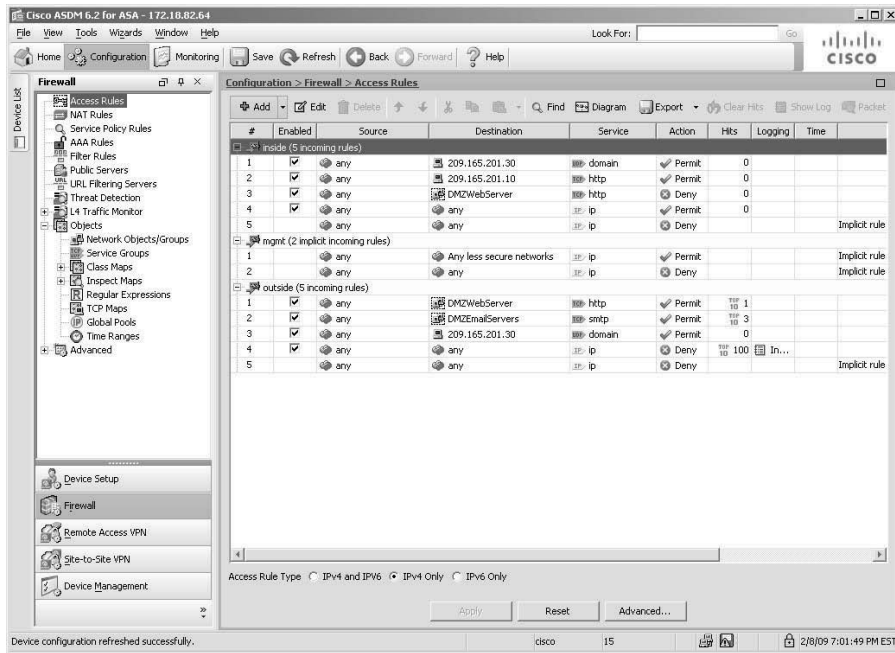 Cisco ASDM 6.2 for ASA - 172.18.82.64
File View Tools Wizards Window Help Look For: Go
Home Configuration Monitoring Save Refresh Back Forward Help
CISCO
Device List
Firewall
Access Rules
NAT Rules
Service Policy Rules
AAA Rules
Filter Rules
Public Servers
URL Filtering Servers
Threat Detection
L4 Traffic Monitor
Objects
Network Objects/Groups
Service Groups
Class Maps
Inspect Maps
Regular Expressions
TCP Maps
Global Pools
Time Ranges
Advanced
Device Setup
Firewall
Remote Access VPN
Site-to-Site VPN
Device Management
Configuration > Firewall > Access Rules
Add Edit Delete Find Diagram Export Clear Hits Show Log Packet
# Enabled Source Destination Service Action Hits Logging Time
inside (5 incoming rules)
1 any 209.165.201.30 domain Permit 0
2 any 209.165.201.10 http Permit 0
3 any DMZWebServer http Deny 0
4 any any ip Permit 0
5 any any ip Deny Implicit rule
mgmt (2 implicit incoming rules)
1 any Any less secure networks ip Permit Implicit rule
2 any any ip Deny Implicit rule
outside (5 incoming rules)
1 any DMZWebServer http Permit TOP 10 1
2 any DMZEmailServers smtp Permit TOP 10 3
3 any 209.165.201.30 domain Permit 0
4 any any ip Deny TOP 10 100 In...
5 any any ip Deny Implicit rule
Access Rule Type IPv4 and IPv6 IPv4 Only IPv6 Only
Apply Reset Advanced...
Device configuration refreshed successfully. cisco 15 2/8/09 7:01:49 PM EST